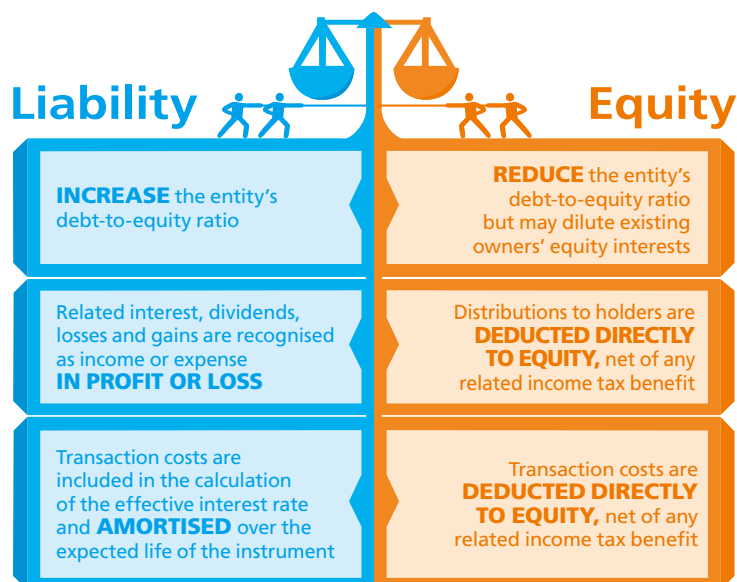 Liability
Equity
INCREASE the entity's
debt-to-equity ratio
REDUCE the entity's
debt-to-equity ratio
but may dilute existing
owners' equity interests
Related interest, dividends,
losses and gains are recognised
as income or expense
IN PROFIT OR LOSS
Distributions to holders are
DEDUCTED DIRECTLY
TO EQUITY, net of any
related income tax benefit
Transaction costs are
included in the calculation
of the effective interest rate
and AMORTISED over the
expected life of the instrument
Transaction costs are
DEDUCTED DIRECTLY
TO EQUITY, net of any
related income tax benefit